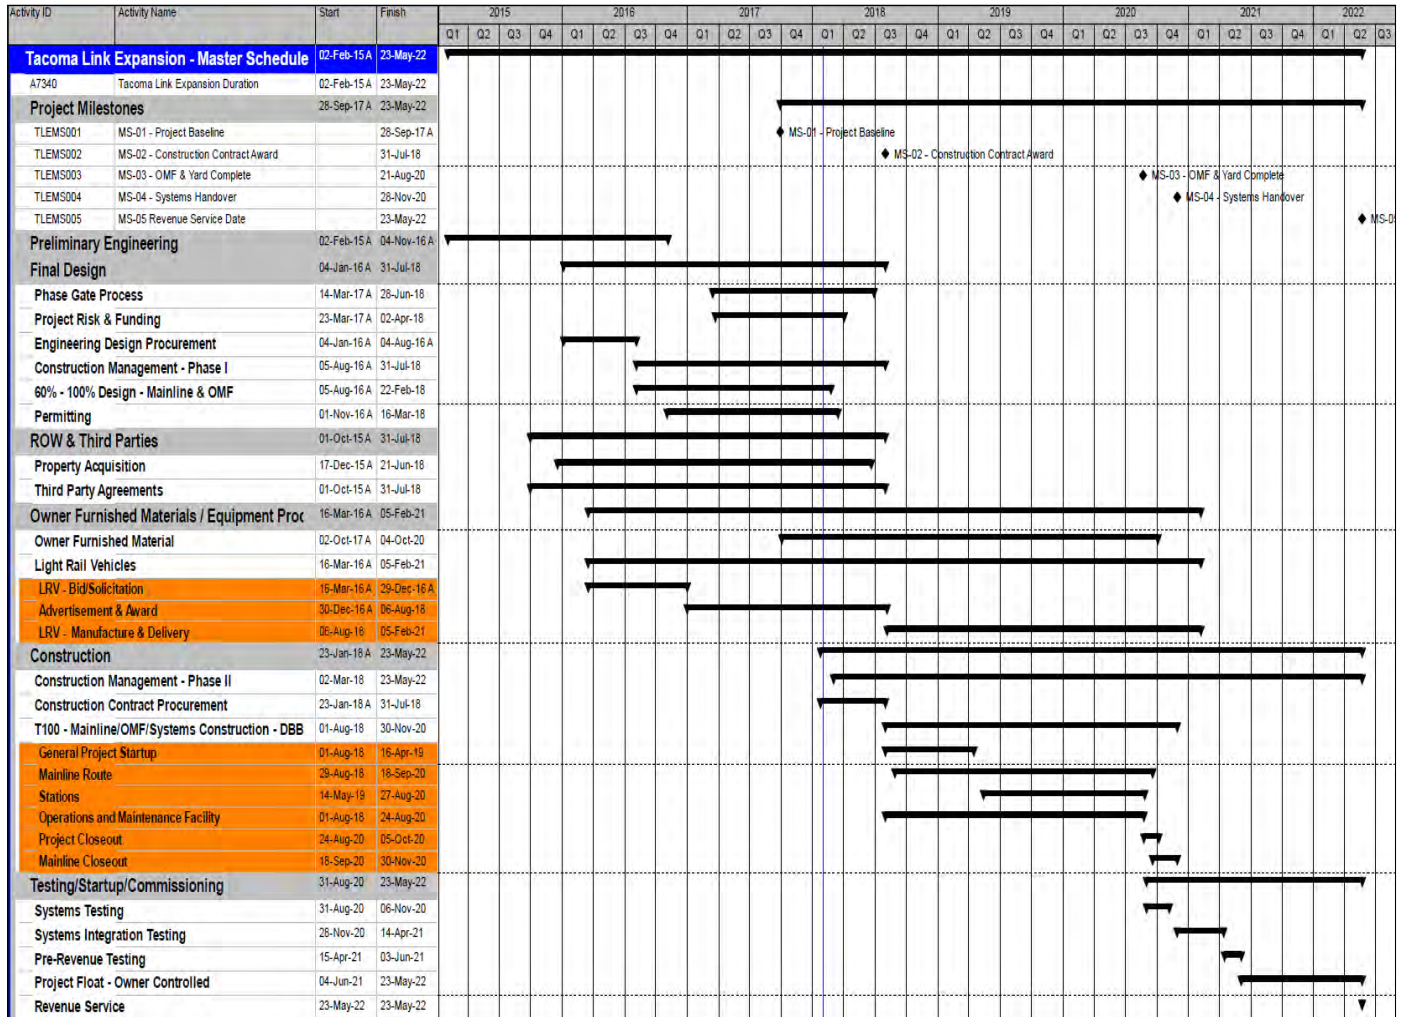 Activity ID Activity Name Start Finish 2015 2016 2017 2018 2019 2020 2021 2022
Q1 Q2 Q3 Q4 Q1 Q2 Q3 Q4 Q1 Q2 Q3 Q4 Q1 Q2 Q3 Q4 Q1 Q2 Q3 Q4 Q1 Q2 Q3 Q4 Q1 Q2 Q3 Q4 Q1 Q2 Q3
Tacoma Link Expansion - Master Schedule 02-Feb-15 A 23-May-22
A7340 Tacoma Link Expansion Duration 02-Feb-15 A 23-May-22
Project Milestones 28-Sep-17 A 23-May-22
TLEMS001 MS-01 - Project Baseline 28-Sep-17 A MS-01 - Project Baseline
TLEMS002 MS-02 - Construction Contract Award 31-Jul-18 MS-02 - Construction Contract Award
TLEMS003 MS-03 - OMF & Yard Complete 21-Aug-20 MS-03 - OMF & Yard Complete
TLEMS004 MS-04 - Systems Handover 28-Nov-20 MS-04 - Systems Handover
TLEMS005 MS-05 Revenue Service Date 23-May-22 MS-05
Preliminary Engineering 02-Feb-15 A 04-Nov-16 A
Final Design 04-Jan-16 A 31-Jul-18
Phase Gate Process 14-Mar-17 A 28-Jun-18
Project Risk & Funding 23-Mar-17 A 02-Apr-18
Engineering Design Procurement 04-Jan-16 A 04-Aug-16 A
Construction Management - Phase I 05-Aug-16 A 31-Jul-18
60% - 100% Design - Mainline & OMF 05-Aug-16 A 22-Feb-18
Permitting 01-Nov-16 A 16-Mar-18
ROW & Third Parties 01-Oct-15 A 31-Jul-18
Property Acquisition 17-Dec-15 A 21-Jun-18
Third Party Agreements 01-Oct-15 A 31-Jul-18
Owner Furnished Materials / Equipment Proc 16-Mar-16 A 05-Feb-21
Owner Furnished Material 02-Oct-17 A 04-Oct-20
Light Rail Vehicles 16-Mar-16 A 05-Feb-21
LRV - Bid/Solicitation 16-Mar-16 A 29-Dec-16 A
Advertisement & Award 30-Dec-16 A 06-Aug-18
LRV - Manufacture & Delivery 06-Aug-18 05-Feb-21
Construction 23-Jan-18 A 23-May-22
Construction Management - Phase II 02-Mar-18 23-May-22
Construction Contract Procurement 23-Jan-18 A 31-Jul-18
T100 - Mainline/OMF/Systems Construction - DBB 01-Aug-18 30-Nov-20
General Project Startup 01-Aug-18 16-Apr-19
Mainline Route 29-Aug-18 18-Sep-20
Stations 14-May-19 27-Aug-20
Operations and Maintenance Facility 01-Aug-18 24-Aug-20
Project Closeout 24-Aug-20 05-Oct-20
Mainline Closeout 18-Sep-20 30-Nov-20
Testing/Startup/Commissioning 31-Aug-20 23-May-22
Systems Testing 31-Aug-20 06-Nov-20
Systems Integration Testing 28-Nov-20 14-Apr-21
Pre-Revenue Testing 15-Apr-21 03-Jun-21
Project Float - Owner Controlled 04-Jun-21 23-May-22
Revenue Service 23-May-22 23-May-22